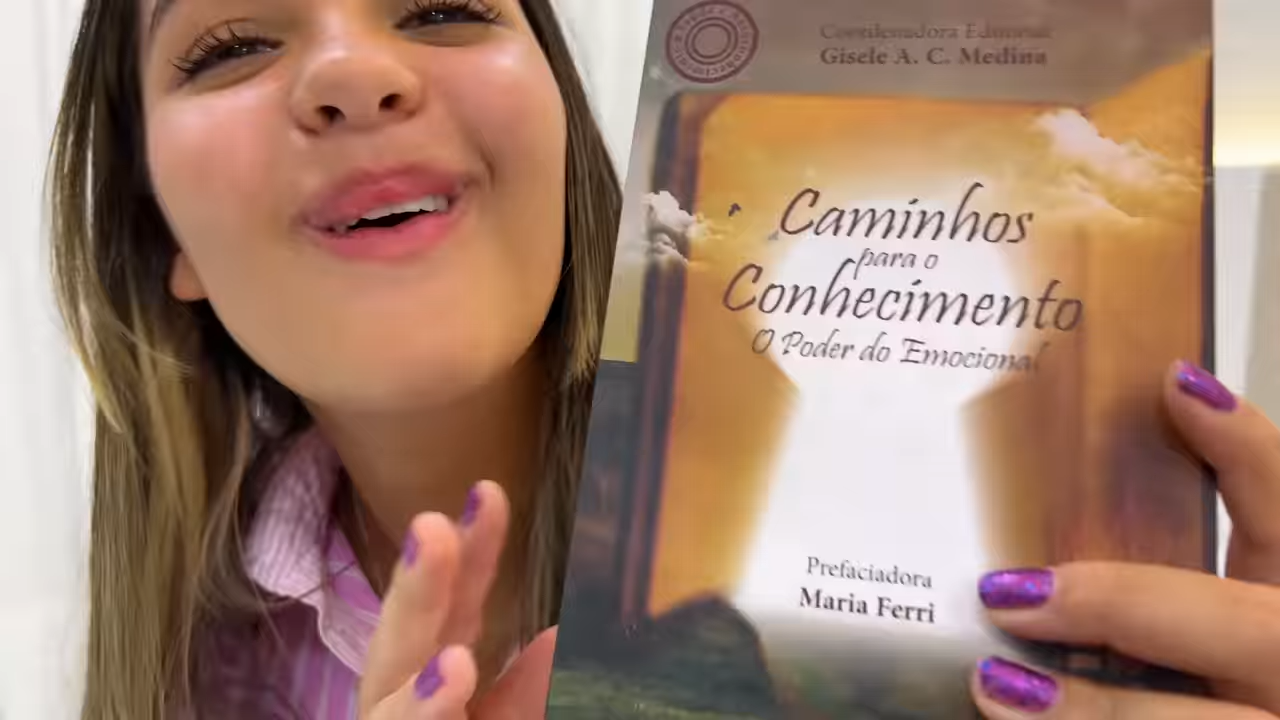 Coordenadora Editorial
Gisele A. C. Medina
Caminhos
para o
Conhecimento
O Poder do Emocional
Prefaciadora
Maria Ferri